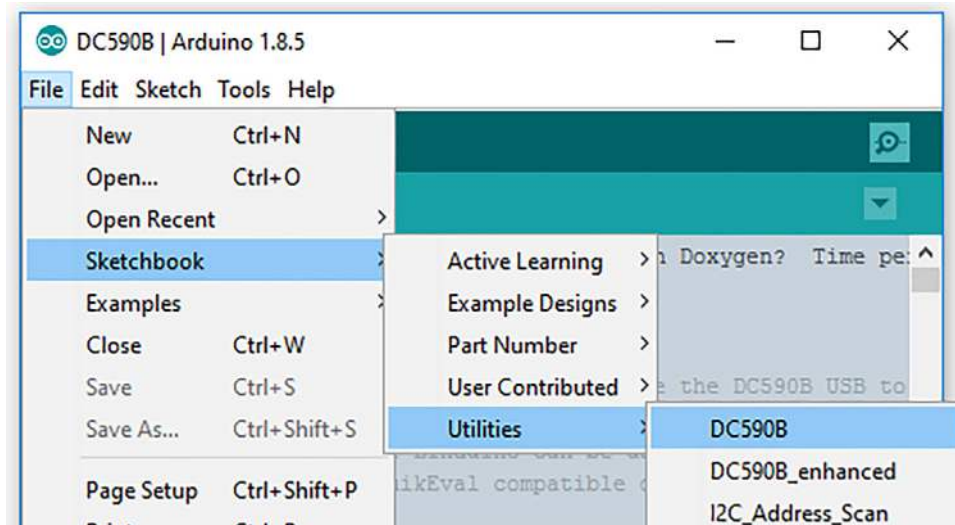 DC590B | Arduino 1.8.5
File Edit Sketch Tools Help
New Ctrl+N
Open... Ctrl+O
Open Recent
Sketchbook
Examples
Close Ctrl+W
Save Ctrl+S
Save As... Ctrl+Shift+S
Page Setup Ctrl+Shift+P
Active Learning
Example Designs
Part Number
User Contributed
Utilities
DC590B
DC590B_enhanced
I2C_Address_Scan
Doxygen? Time
the DC590B USB to
compatible